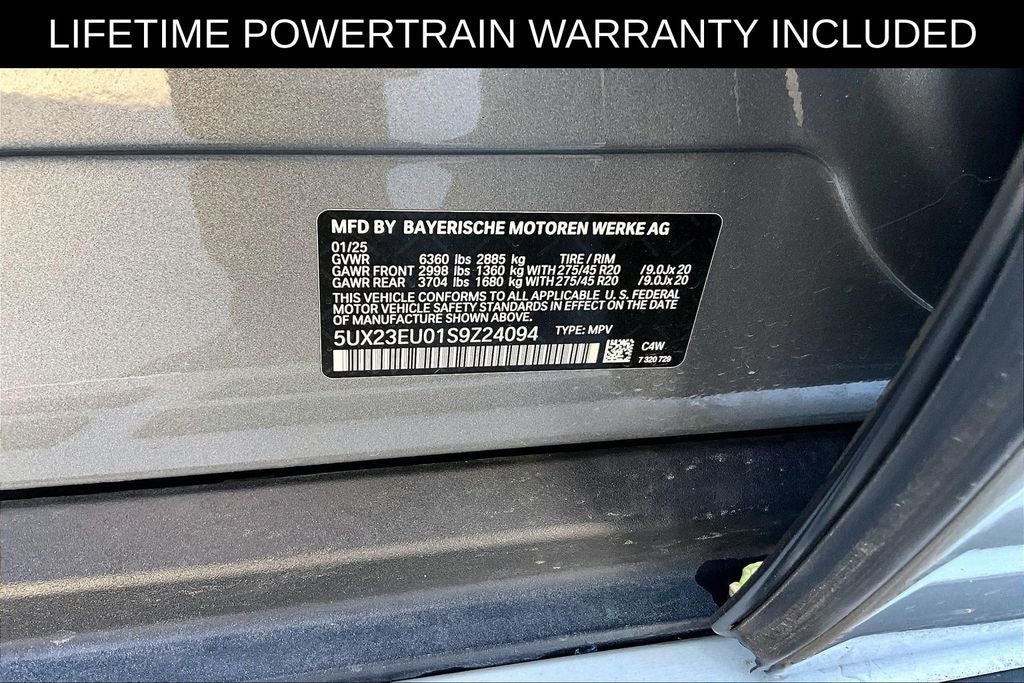 LIFETIME POWERTRAIN WARRANTY INCLUDED
MFD BY BAYERISCHE MOTOREN WERKE AG
01/25
GVWR 6360 lbs 2885 kg TIRE / RIM
GAWR FRONT 2998 lbs 1360 kg WITH 275/45 R20 /9.0Jx20
GAWR REAR 3704 lbs 1680 kg WITH 275/45 R20 /9.0Jx20
THIS VEHICLE CONFORMS TO ALL APPLICABLE U.S. FEDERAL
MOTOR VEHICLE SAFETY STANDARDS IN EFFECT ON THE DATE
OF MANUFACTURE SHOWN ABOVE.
5UX23EU01S9Z24094 TYPE: MPV
C4W
7 320 729